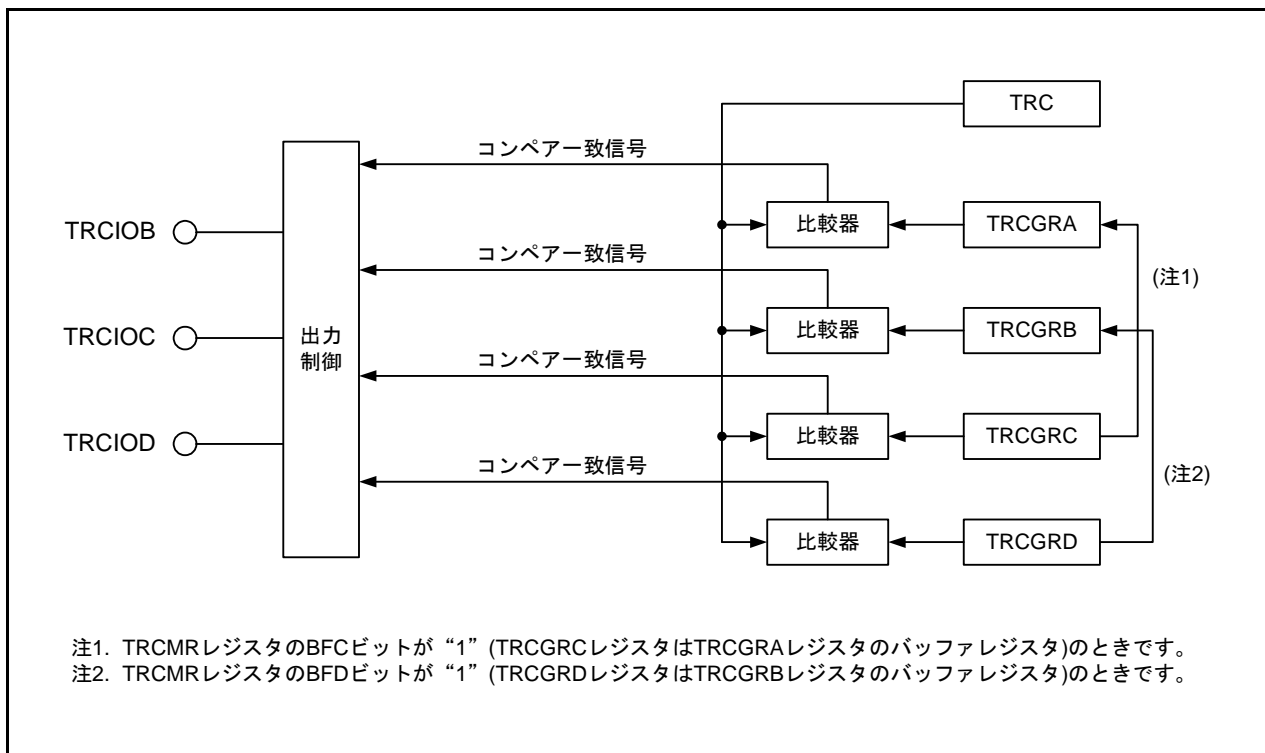 TRC
コンペアー致信号
TRCIOB
比較器
TRCGRA
コンペアー致信号
(注1)
TRCIOC
出力
制御
比較器
TRCGRB
コンペアー致信号
TRCIOD
比較器
TRCGRC
コンペアー致信号
(注2)
比較器
TRCGRD
注1. TRCMRレジスタのBFCビットが“1”(TRCGRCレジスタはTRCGRAレジスタのバッファレジスタ)のときです。
注2. TRCMRレジスタのBFDビットが“1”(TRCGRDレジスタはTRCGRBレジスタのバッファレジスタ)のときです。